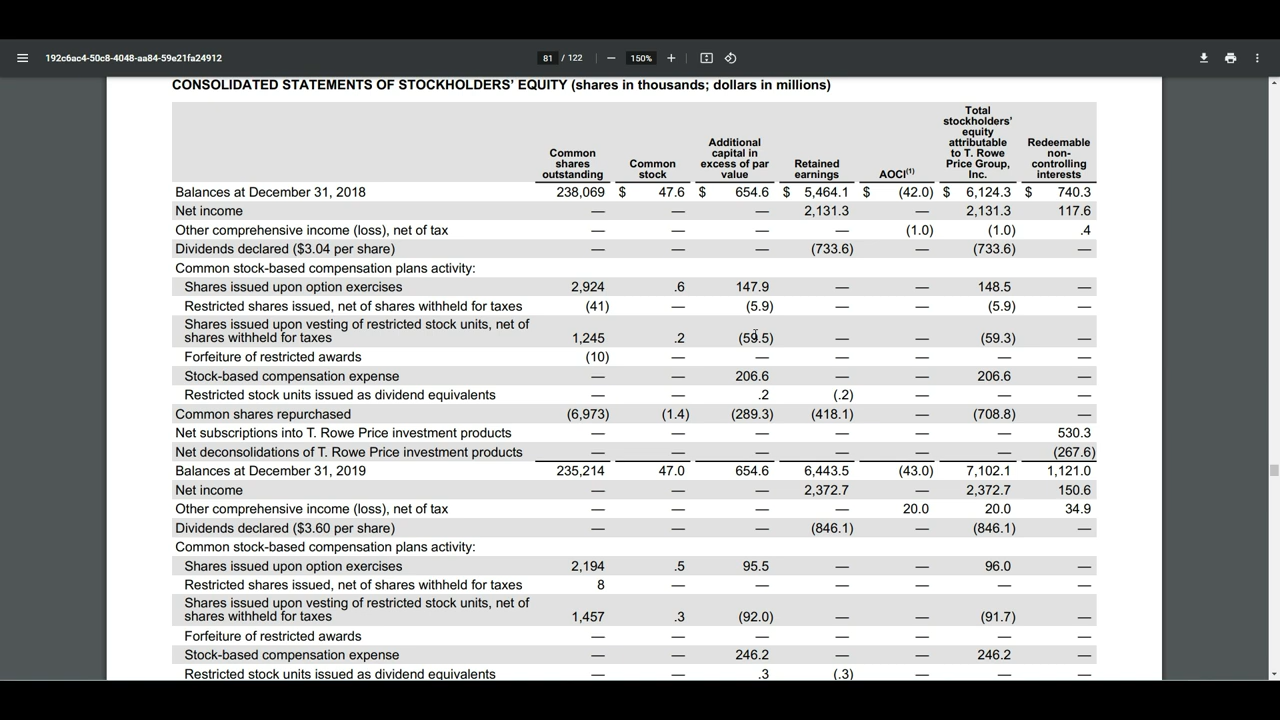 192c6ac4-50c8-4048-aa84-59e21fa24912
81 / 122
150%
CONSOLIDATED STATEMENTS OF STOCKHOLDERS' EQUITY (shares in thousands; dollars in millions)
Common shares outstanding
Common stock
Additional capital in excess of par value
Retained earnings
AOCI(1)
Total stockholders' equity attributable to T. Rowe Price Group, Inc.
Redeemable non-controlling interests
Balances at December 31, 2018 238,069 $ 47.6 $ 654.6 $ 5,464.1 $ (42.0) $ 6,124.3 $ 740.3
Net income — — — 2,131.3 — 2,131.3 117.6
Other comprehensive income (loss), net of tax — — — — (1.0) (1.0) .4
Dividends declared ($3.04 per share) — — — (733.6) — (733.6) —
Common stock-based compensation plans activity:
Shares issued upon option exercises 2,924 .6 147.9 — — 148.5 —
Restricted shares issued, net of shares withheld for taxes (41) — (5.9) — — (5.9) —
Shares issued upon vesting of restricted stock units, net of
shares withheld for taxes 1,245 .2 (59.5) — — (59.3) —
Forfeiture of restricted awards (10) — — — — — —
Stock-based compensation expense — — 206.6 — — 206.6 —
Restricted stock units issued as dividend equivalents — — .2 (.2) — — —
Common shares repurchased (6,973) (1.4) (289.3) (418.1) — (708.8) —
Net subscriptions into T. Rowe Price investment products — — — — — — 530.3
Net deconsolidations of T. Rowe Price investment products — — — — — — (267.6)
Balances at December 31, 2019 235,214 47.0 654.6 6,443.5 (43.0) 7,102.1 1,121.0
Net income — — — 2,372.7 — 2,372.7 150.6
Other comprehensive income (loss), net of tax — — — — 20.0 20.0 34.9
Dividends declared ($3.60 per share) — — — (846.1) — (846.1) —
Common stock-based compensation plans activity:
Shares issued upon option exercises 2,194 .5 95.5 — — 96.0 —
Restricted shares issued, net of shares withheld for taxes 8 — — — — — —
Shares issued upon vesting of restricted stock units, net of
shares withheld for taxes 1,457 .3 (92.0) — — (91.7) —
Forfeiture of restricted awards — — — — — — —
Stock-based compensation expense — — 246.2 — — 246.2 —
Restricted stock units issued as dividend equivalents — — .3 (.3) — — —